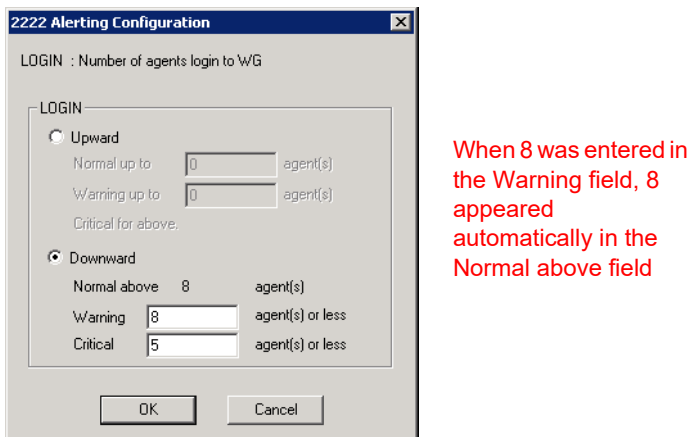 2222 Alerting Configuration
LOGIN : Number of agents login to WG
LOGIN
Upward
Normal up to 0 agent(s)
Warning up to 0 agent(s)
Critical for above.
Downward
Normal above 8 agent(s)
Warning 8 agent(s) or less
Critical 5 agent(s) or less
OK Cancel
When 8 was entered in
the Warning field, 8
appeared
automatically in the
Normal above field